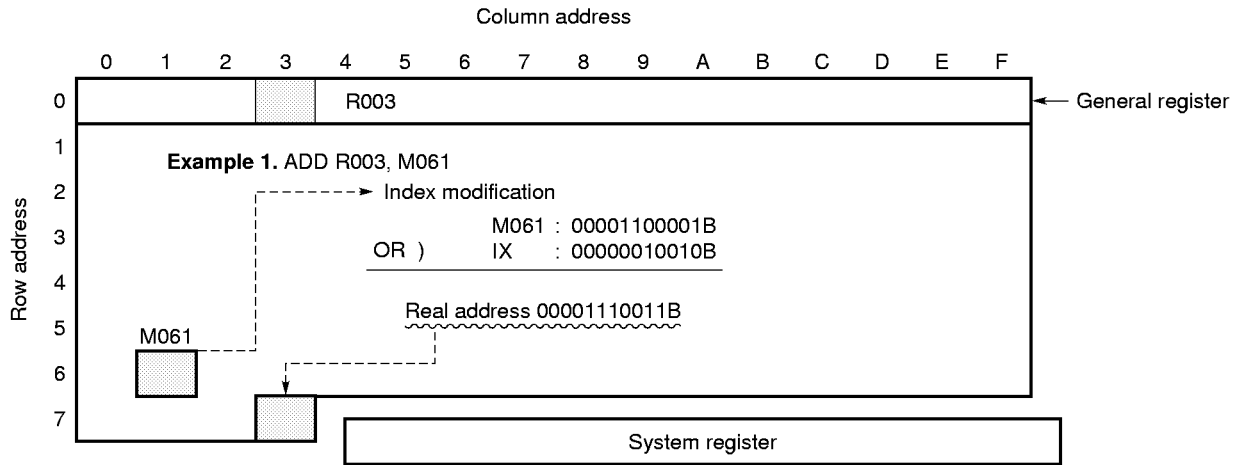 Column address
0 1 2 3 4 5 6 7 8 9 A B C D E F
0 R003 General register
1
Example 1. ADD R003, M061
2 Index modification
M061 : 00001100001B
3
OR ) IX : 00000010010B
4
Row address
Real address 00001110011B
5
M061
6
7
System register